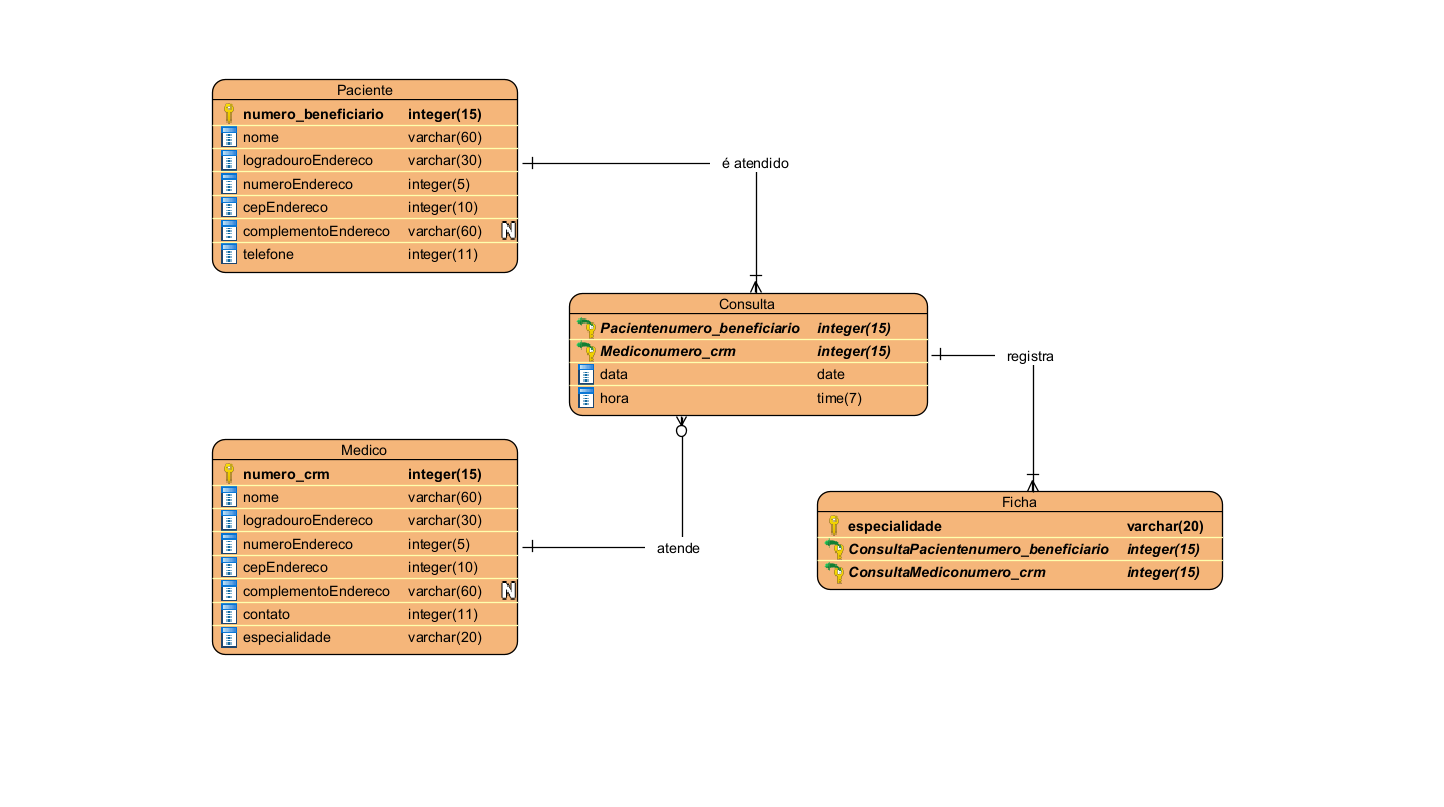 Paciente
numero_beneficiario integer(15)
nome varchar(60)
logradouroEndereco varchar(30)
numeroEndereco integer(5)
cepEndereco integer(10)
complementoEndereco varchar(60) N
telefone integer(11)
é atendido
Consulta
Pacientenumero_beneficiario integer(15)
Mediconumero_crm integer(15)
data date
hora time(7)
registra
Medico
numero_crm integer(15)
nome varchar(60)
logradouroEndereco varchar(30)
numeroEndereco integer(5)
cepEndereco integer(10)
complementoEndereco varchar(60) N
contato integer(11)
especialidade varchar(20)
atende
Ficha
especialidade varchar(20)
ConsultaPacientenumero_beneficiario integer(15)
ConsultaMediconumero_crm integer(15)